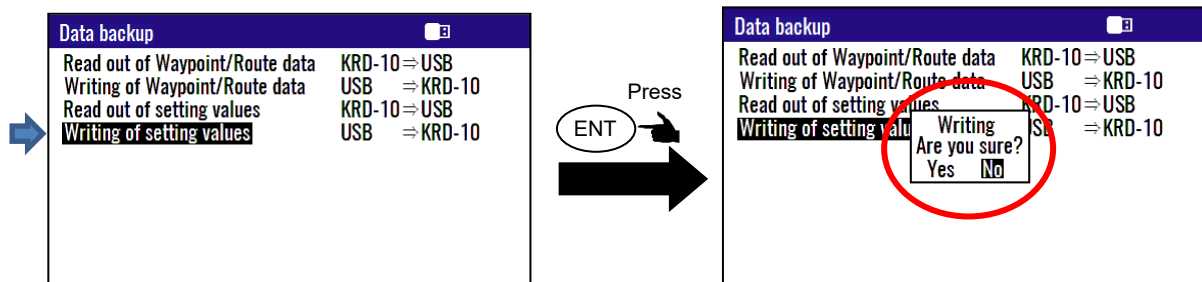 Data backup
Read out of Waypoint/Route data KRD-10⇒USB
Writing of Waypoint/Route data USB ⇒KRD-10
Read out of setting values KRD-10⇒USB
Writing of setting values USB ⇒KRD-10
Press
ENT
Data backup
Read out of Waypoint/Route data KRD-10⇒USB
Writing of Waypoint/Route data USB ⇒KRD-10
Read out of setting values KRD-10⇒USB
Writing of setting valu USB ⇒KRD-10
Writing
Are you sure?
Yes No